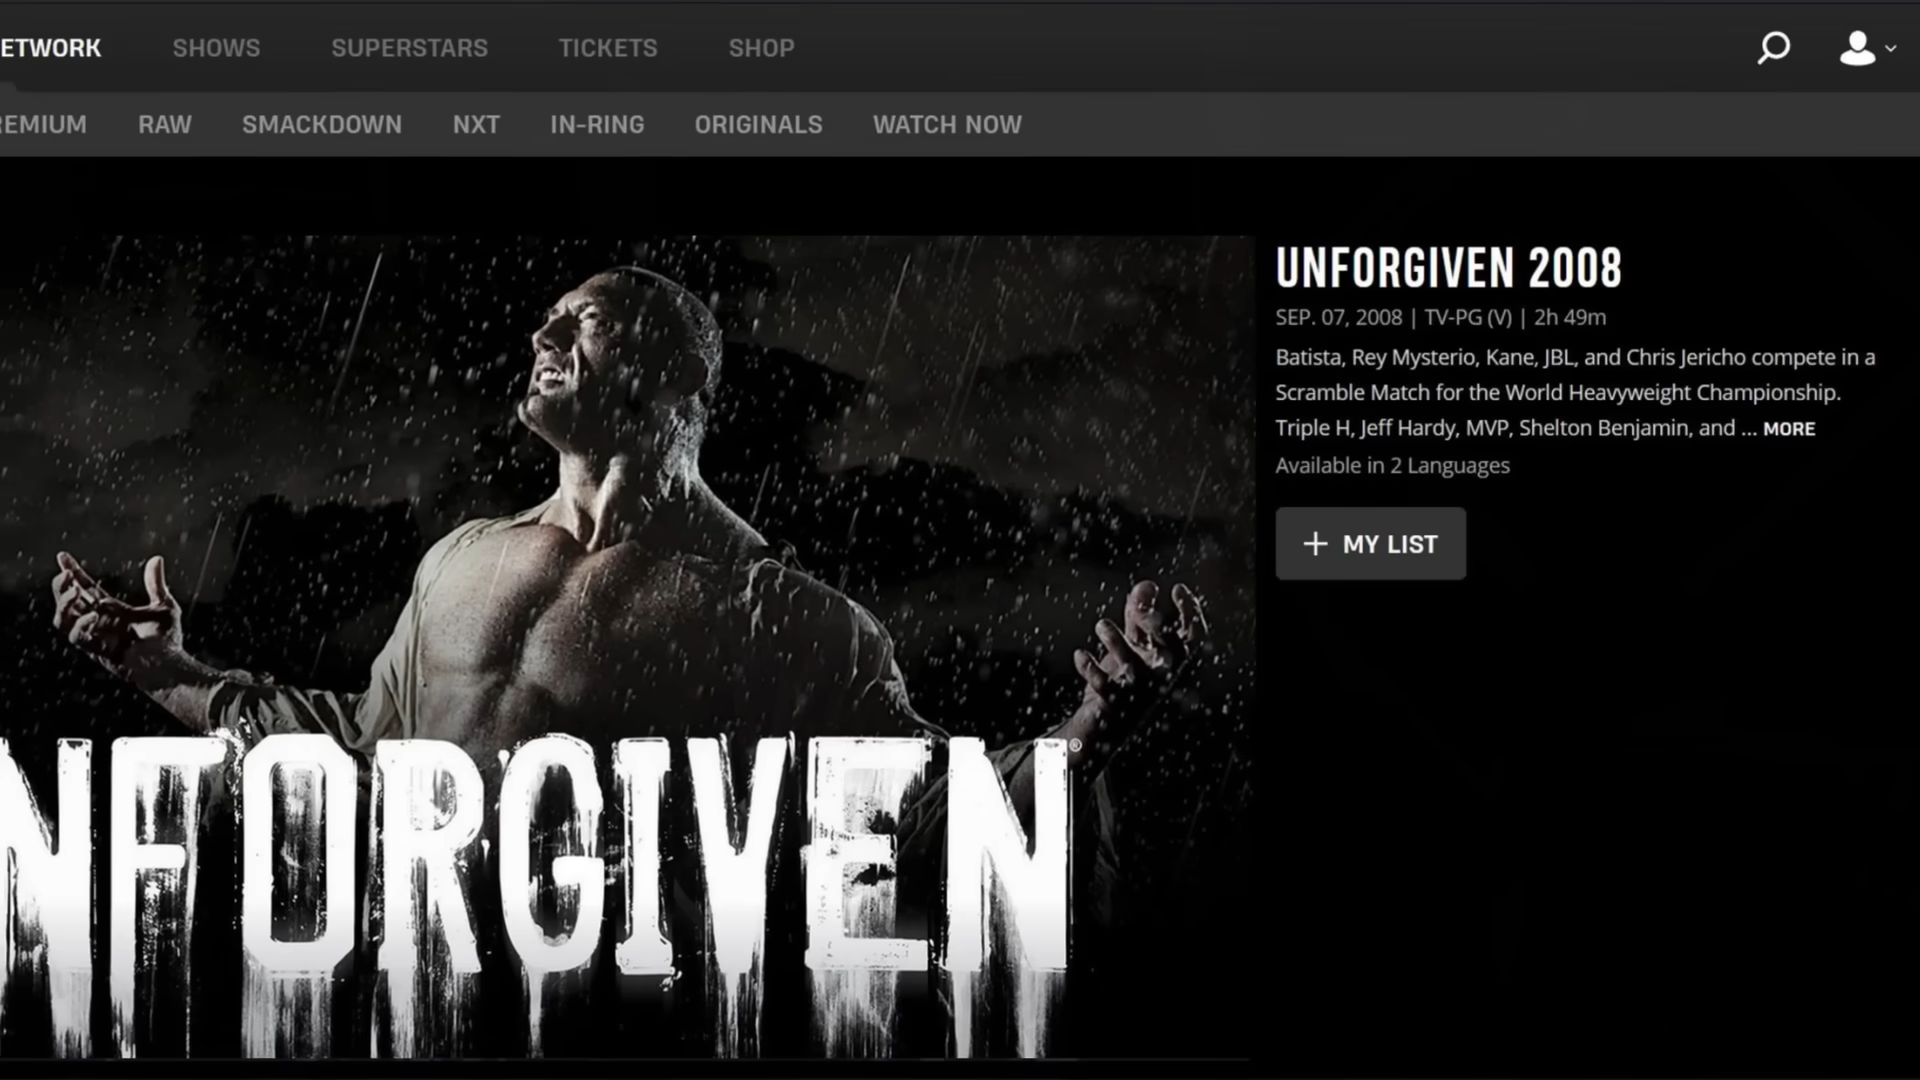 ETWORK SHOWS SUPERSTARS TICKETS SHOP
REMIUM RAW SMACKDOWN NXT IN-RING ORIGINALS WATCH NOW
UNFORGIVEN 2008
SEP. 07, 2008 | TV-PG (V) | 2h 49m
Batista, Rey Mysterio, Kane, JBL, and Chris Jericho compete in a
Scramble Match for the World Heavyweight Championship.
Triple H, Jeff Hardy, MVP, Shelton Benjamin, and ... MORE
Available in 2 Languages
+ MY LIST
NFORGIVEN®